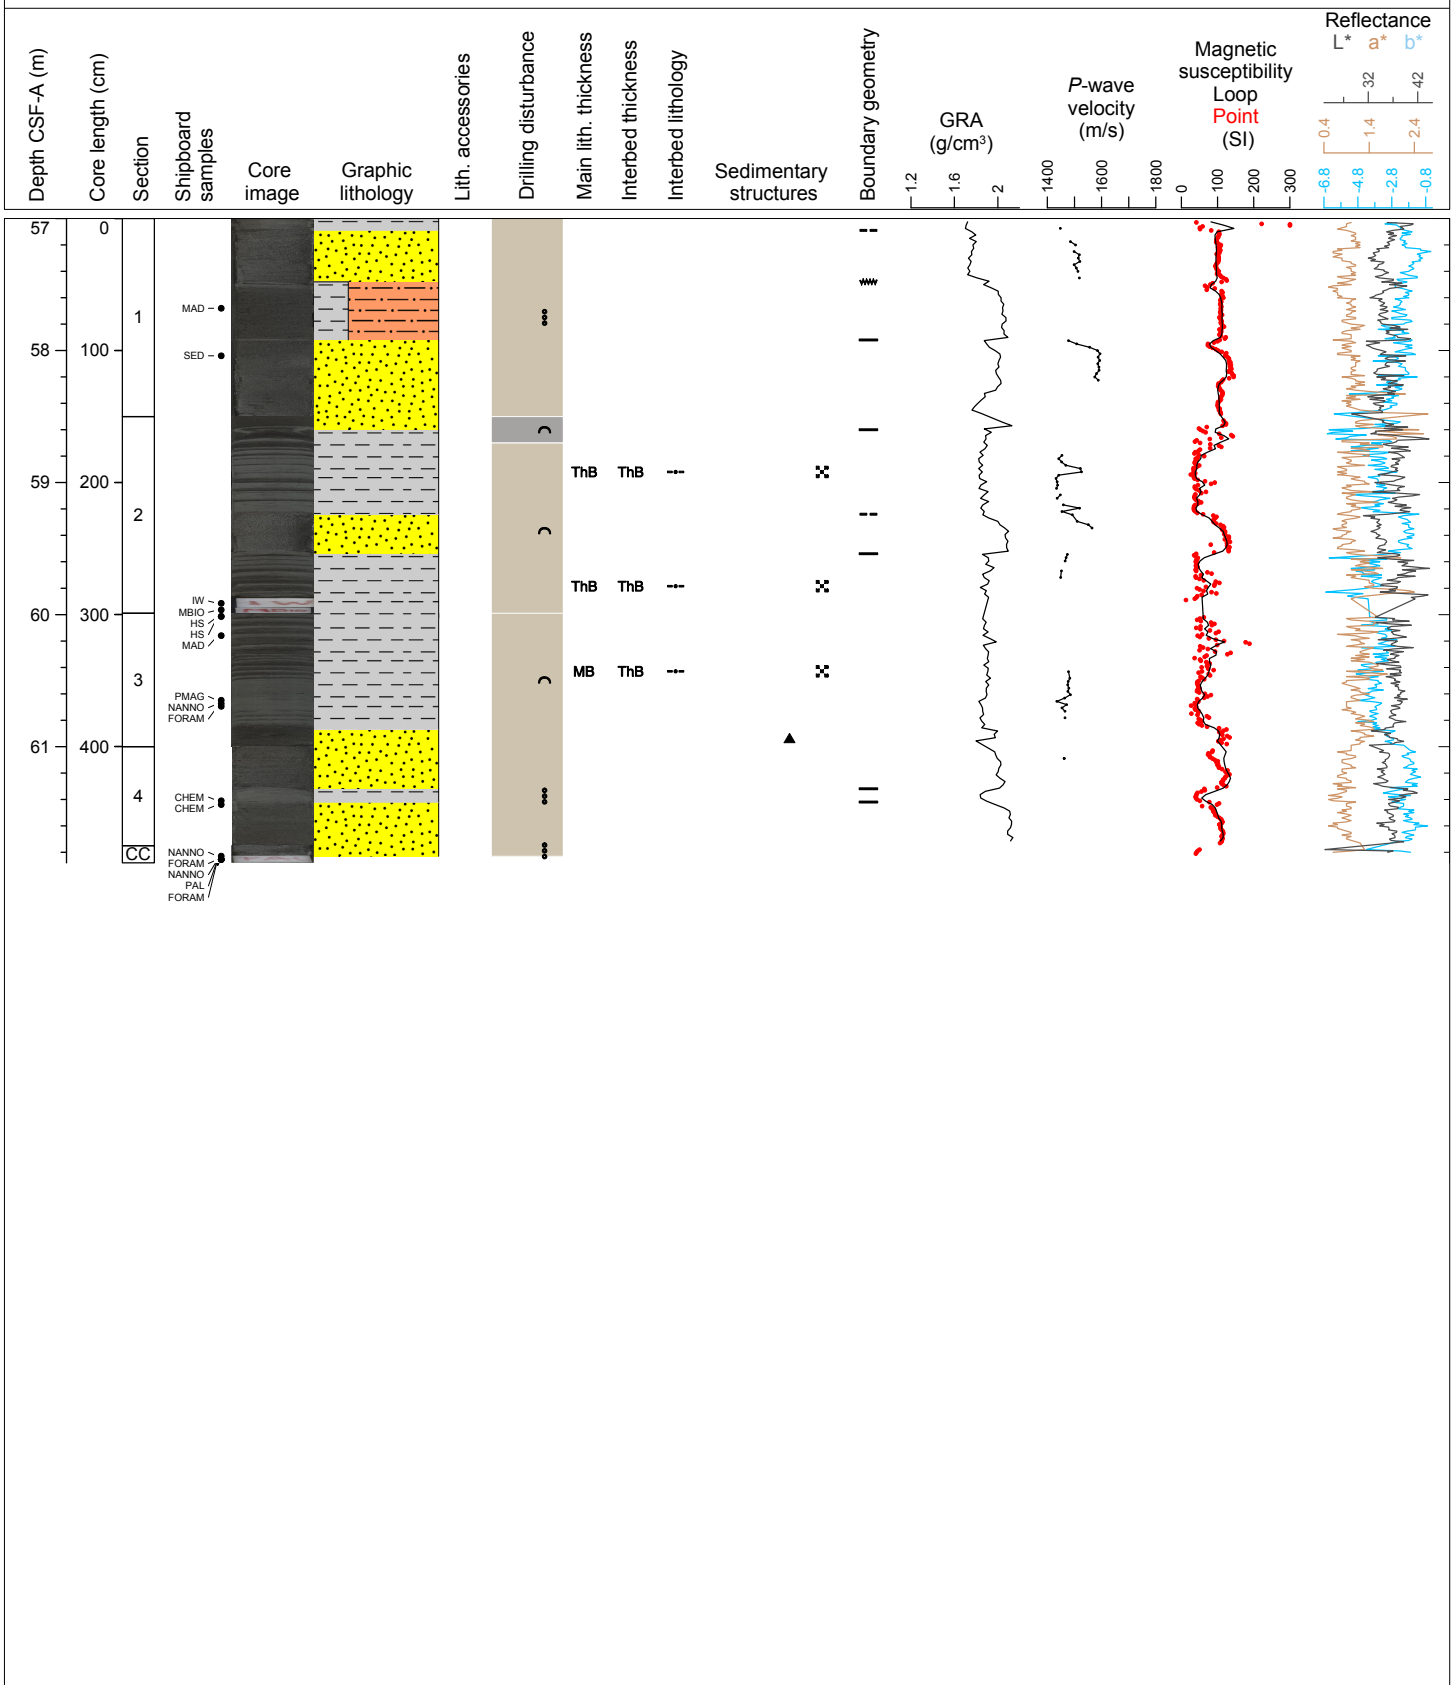 Depth CSF-A (m)
Core length (cm)
Section
Shipboard
samples
Core
image
Graphic
lithology
Lith. accessories
Drilling disturbance
Main lith. thickness
Interbed thickness
Interbed lithology
Sedimentary
structures
Boundary geometry
GRA
(g/cm³)
1.2 1.6 2
P-wave
velocity
(m/s)
1400 1600 1800
Magnetic
susceptibility
Loop
Point
(SI)
0 100 200 300
Reflectance
L* a* b*
32 42
0.4 1.4 2.4
-6.8 -4.8 -2.8 -0.8
57 0
1
MAD
58 100
SED
ThB ThB
59 200
2
ThB ThB
IW
MBIO
60 300
HS
HS
MAD
MB ThB
3
PMAG
NANNO
FORAM
61 400
4
CHEM
CHEM
CC
NANNO
FORAM
NANNO
PAL
FORAM